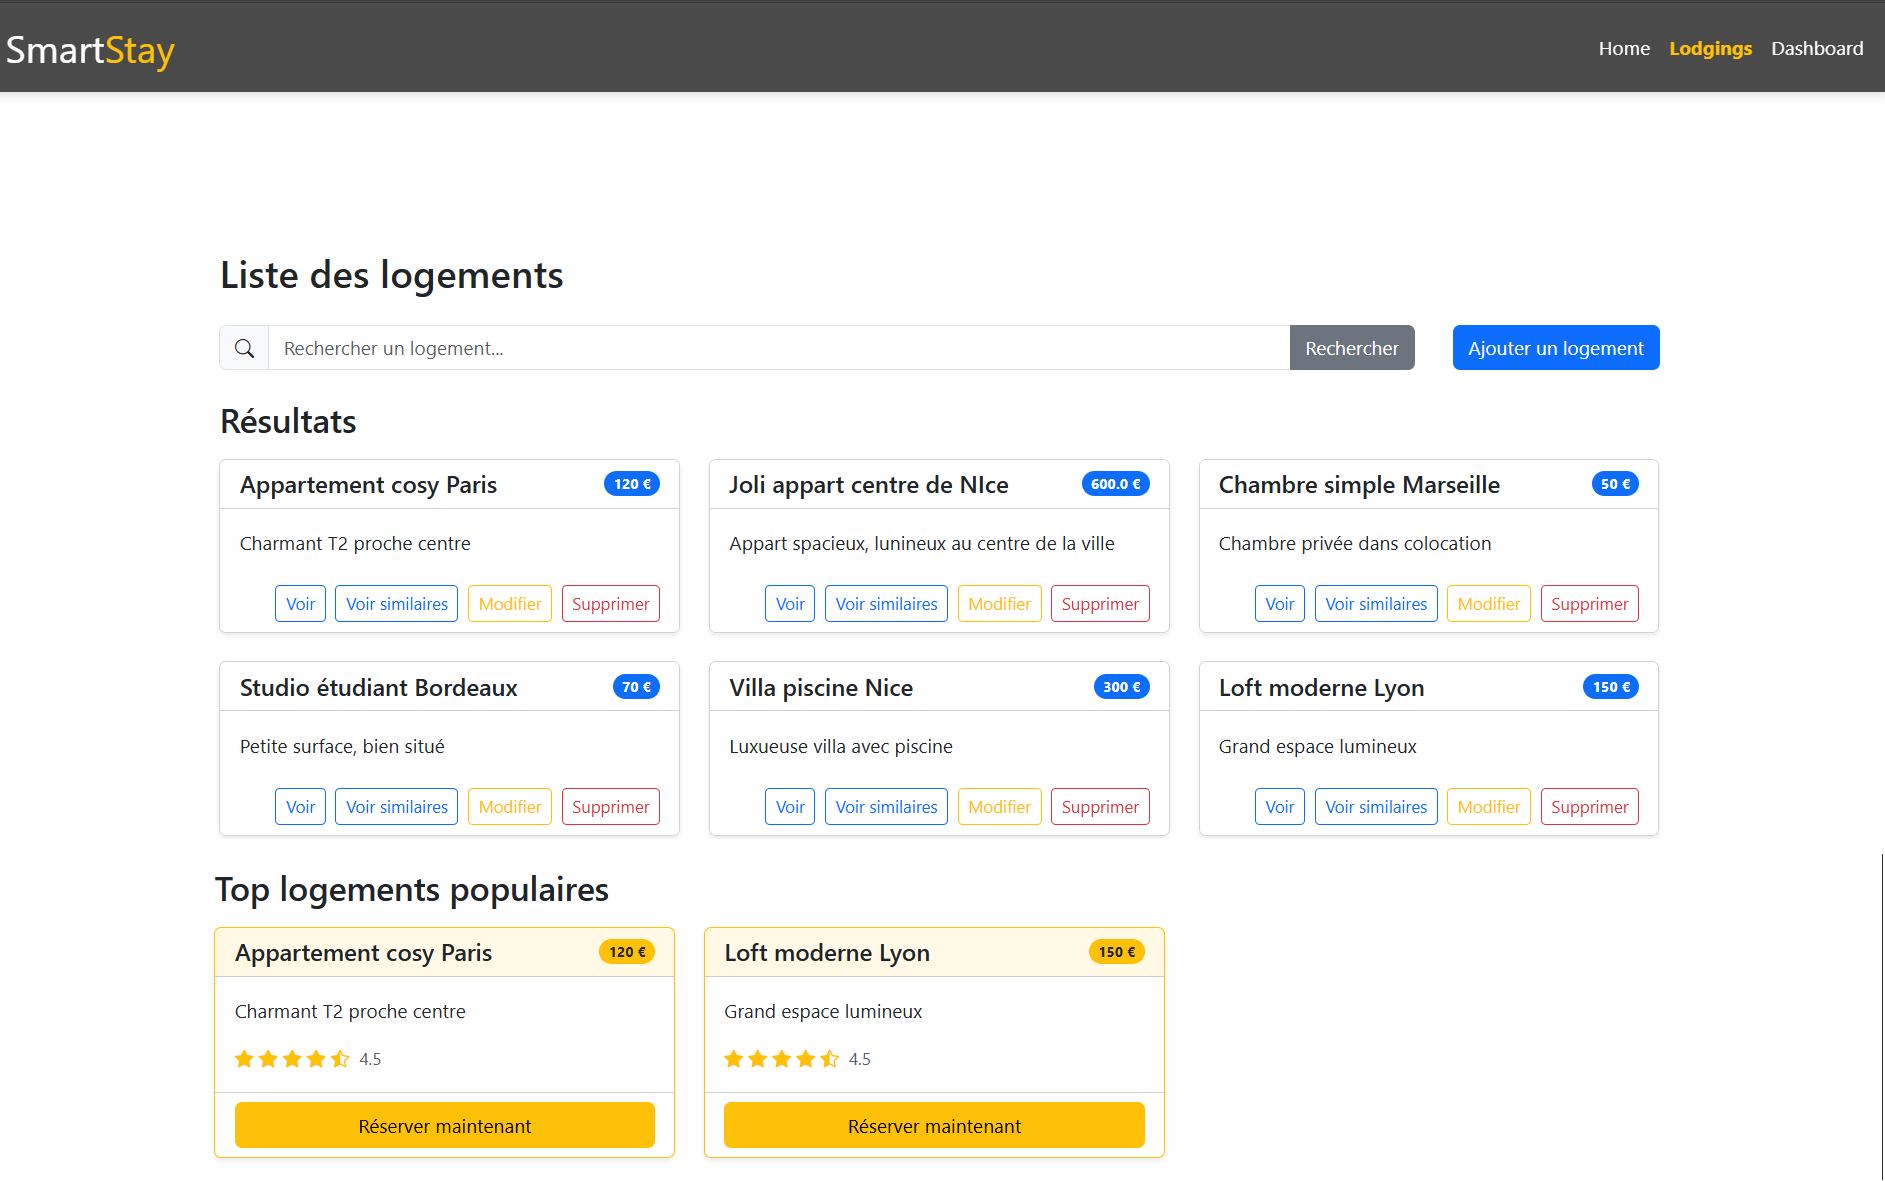 SmartStay
Home Lodgings Dashboard
Liste des logements
Rechercher un logement... Rechercher Ajouter un logement
Résultats
Appartement cosy Paris 120 €
Charmant T2 proche centre
Voir Voir similaires Modifier Supprimer
Joli appart centre de NIce 600.0 €
Appart spacieux, lunineux au centre de la ville
Voir Voir similaires Modifier Supprimer
Chambre simple Marseille 50 €
Chambre privée dans colocation
Voir Voir similaires Modifier Supprimer
Studio étudiant Bordeaux 70 €
Petite surface, bien situé
Voir Voir similaires Modifier Supprimer
Villa piscine Nice 300 €
Luxueuse villa avec piscine
Voir Voir similaires Modifier Supprimer
Loft moderne Lyon 150 €
Grand espace lumineux
Voir Voir similaires Modifier Supprimer
Top logements populaires
Appartement cosy Paris 120 €
Charmant T2 proche centre
4.5
Réserver maintenant
Loft moderne Lyon 150 €
Grand espace lumineux
4.5
Réserver maintenant